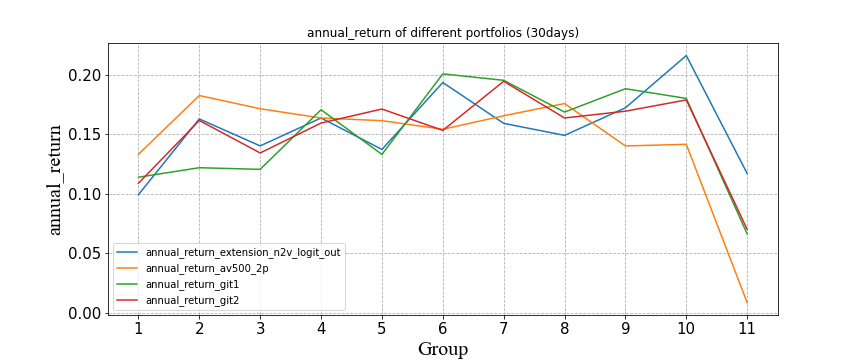 annual_return of different portfolios (30days)
annual_return
0.20
0.15
0.10
0.05
0.00
annual_return_extension_n2v_logit_out
annual_return_av500_2p
annual_return_git1
annual_return_git2
1 2 3 4 5 6 7 8 9 10 11
Group